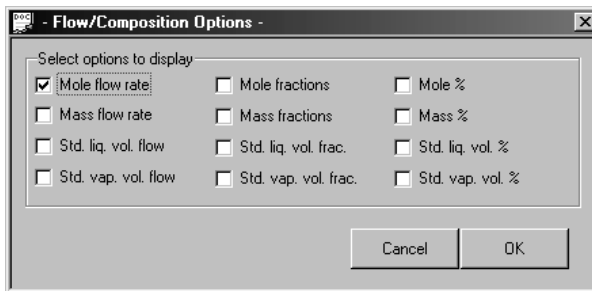 DOC - Flow/Composition Options -
Select options to display
Mole flow rate Mole fractions Mole %
Mass flow rate Mass fractions Mass %
Std. liq. vol. flow Std. liq. vol. frac. Std. liq. vol. %
Std. vap. vol. flow Std. vap. vol. frac. Std. vap. vol. %
Cancel OK